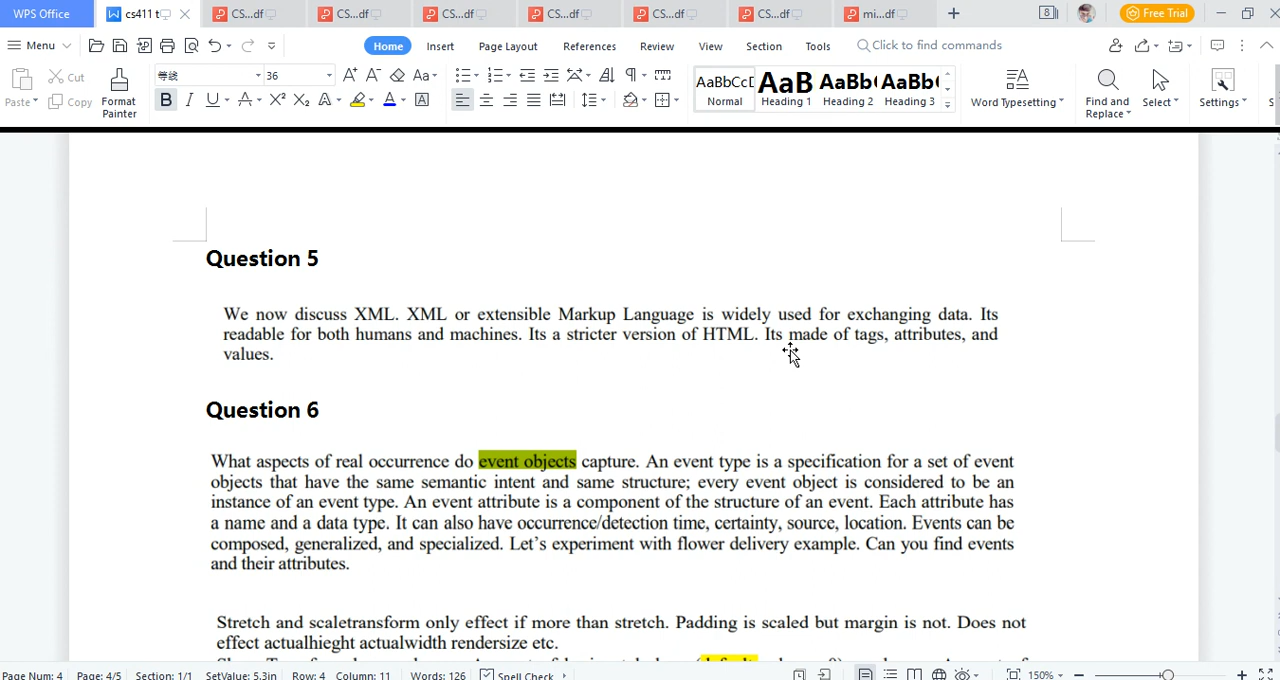 WPS Office cs411 t CS...df CS...df CS...df CS...df CS...df CS...df mi...df + 8 Free Trial
Menu Home Insert Page Layout References Review View Section Tools Click to find commands
Paste Cut Copy Format Painter 等线 36 A+ A- Aa AaBbCcD AaB AaBb AaBb( Word Typesetting Find and Replace Select Settings
B I U A X² X₂ A A A Normal Heading 1 Heading 2 Heading 3
Question 5
We now discuss XML. XML or extensible Markup Language is widely used for exchanging data. Its
readable for both humans and machines. Its a stricter version of HTML. Its made of tags, attributes, and
values.
Question 6
What aspects of real occurrence do event objects capture. An event type is a specification for a set of event
objects that have the same semantic intent and same structure; every event object is considered to be an
instance of an event type. An event attribute is a component of the structure of an event. Each attribute has
a name and a data type. It can also have occurrence/detection time, certainty, source, location. Events can be
composed, generalized, and specialized. Let's experiment with flower delivery example. Can you find events
and their attributes.
Stretch and scaletransform only effect if more than stretch. Padding is scaled but margin is not. Does not
effect actualhieght actualwidth rendersize etc.
Page Num: 4 Page: 4/5 Section: 1/1 SetValue: 5.3in Row: 4 Column: 11 Words: 126 Spell Check 150%